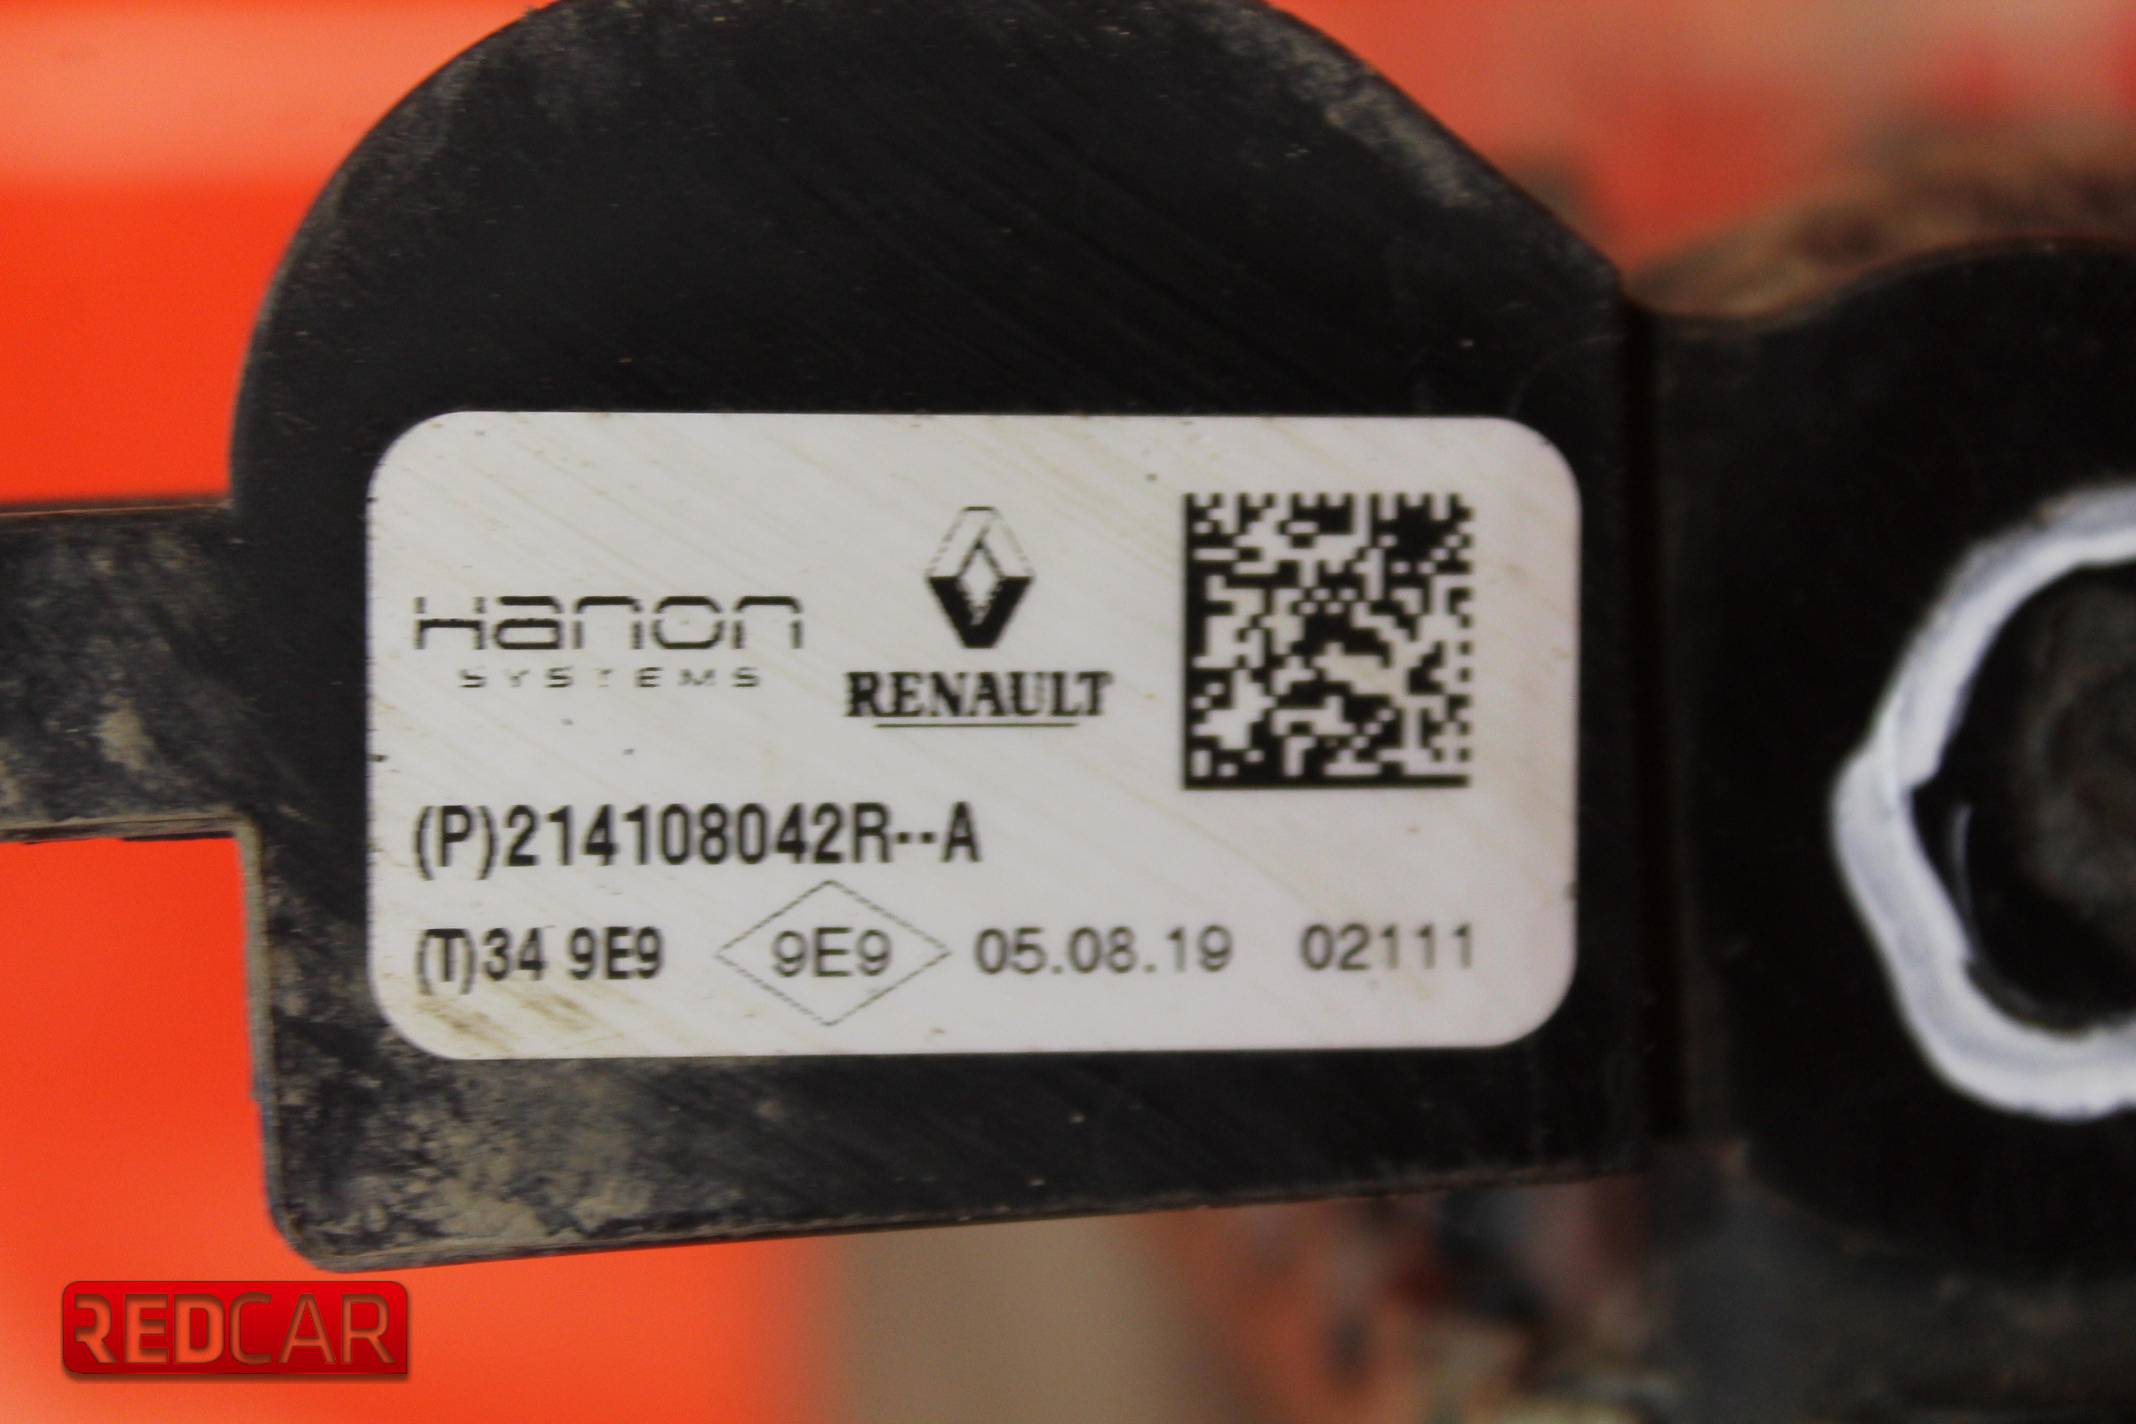 Hanon
SYSTEMS
RENAULT
(P)214108042R--A
(T)34 9E9 9E9 05.08.19 02111
REDCAR